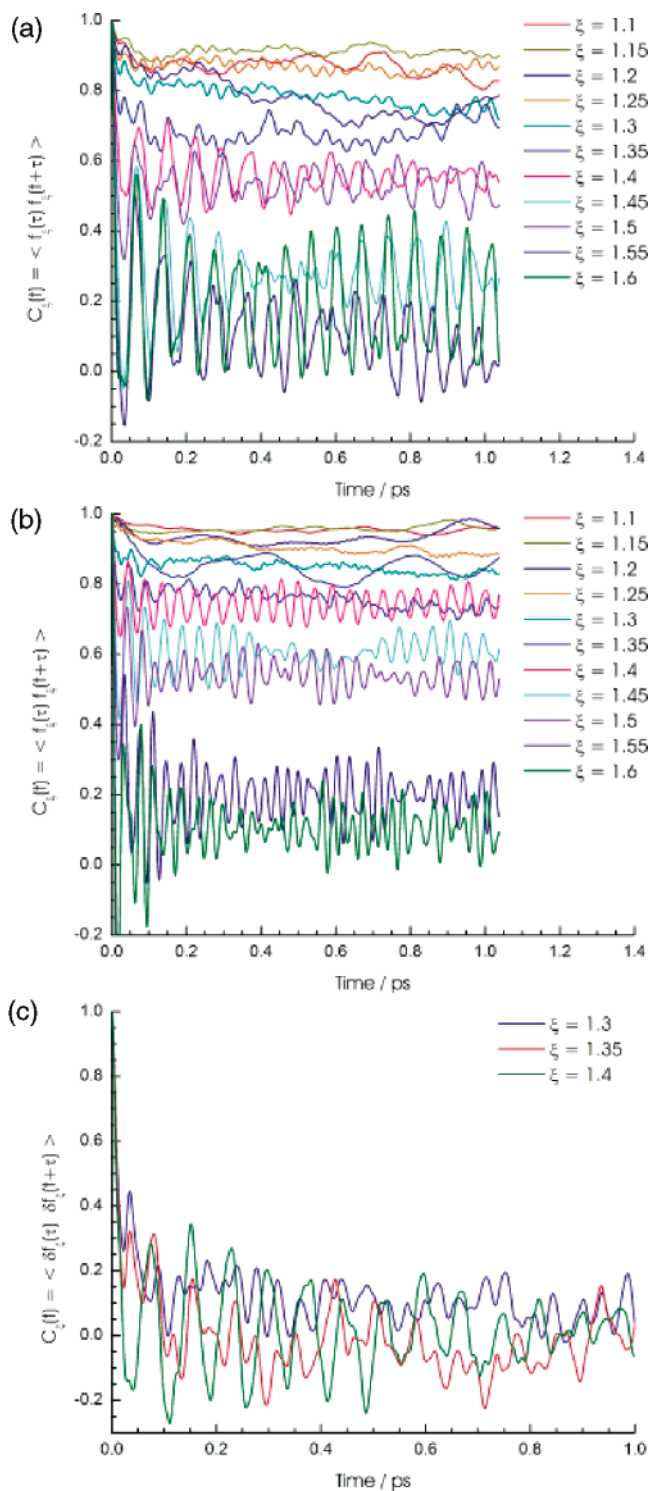 (a)
1.0
0.8
0.6
0.4
0.2
0.0
-0.2
C_ξ(t) = < f_ξ(τ) f_ξ(t+τ) >
0.0 0.2 0.4 0.6 0.8 1.0 1.2 1.4
Time / ps
ξ = 1.1
ξ = 1.15
ξ = 1.2
ξ = 1.25
ξ = 1.3
ξ = 1.35
ξ = 1.4
ξ = 1.45
ξ = 1.5
ξ = 1.55
ξ = 1.6
(b)
1.0
0.8
0.6
0.4
0.2
0.0
-0.2
C_ξ(t) = < f_ξ(τ) f_ξ(t+τ) >
0.0 0.2 0.4 0.6 0.8 1.0 1.2 1.4
Time / ps
ξ = 1.1
ξ = 1.15
ξ = 1.2
ξ = 1.25
ξ = 1.3
ξ = 1.35
ξ = 1.4
ξ = 1.45
ξ = 1.5
ξ = 1.55
ξ = 1.6
(c)
1.0
0.8
0.6
0.4
0.2
0.0
-0.2
C_ξ(t) = < δf_ξ(τ) δf_ξ(t+τ) >
0.0 0.2 0.4 0.6 0.8 1.0
Time / ps
ξ = 1.3
ξ = 1.35
ξ = 1.4